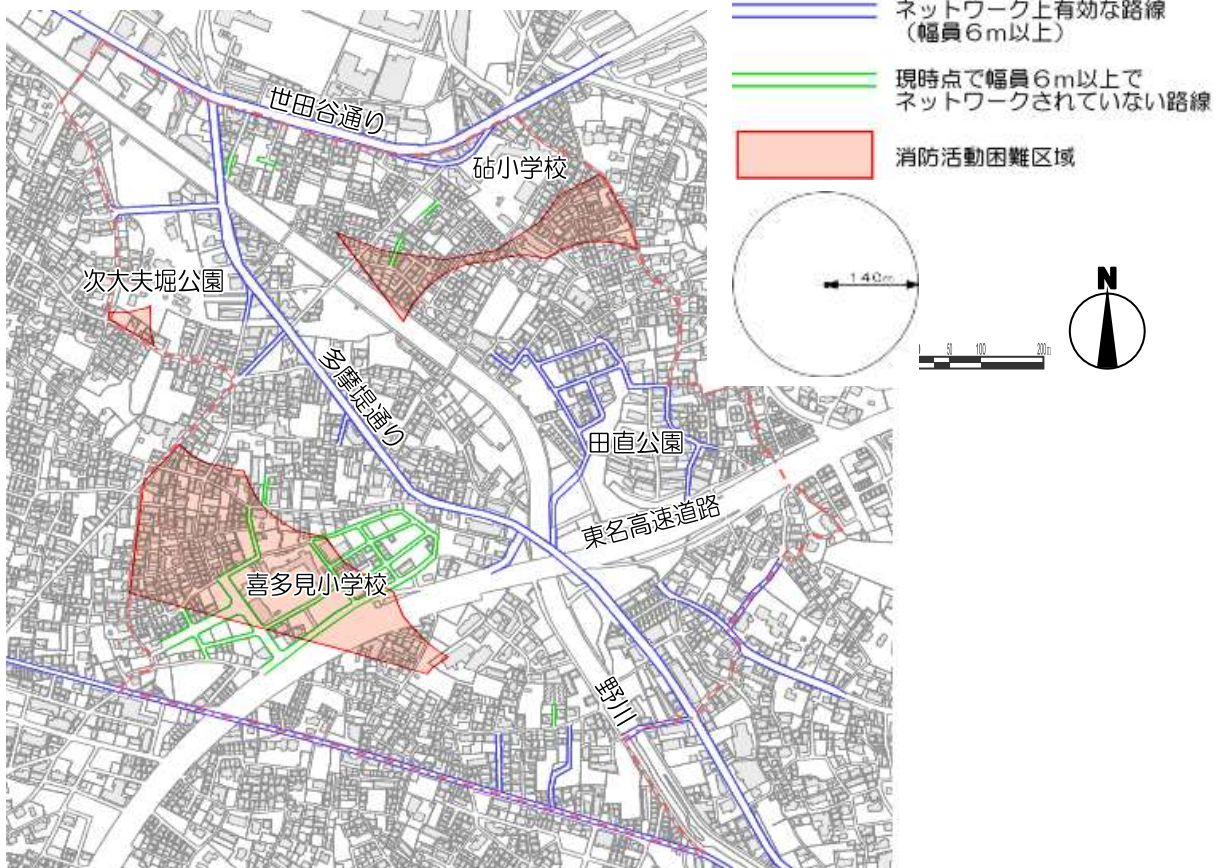 ネットワーク上有効な路線
（幅員６ｍ以上）
現時点で幅員６ｍ以上で
ネットワークされていない路線
消防活動困難区域
140m
N
50
100
200m
世田谷通り
砧小学校
次大夫堀公園
多摩堤通り
田直公園
東名高速道路
喜多見小学校
野川